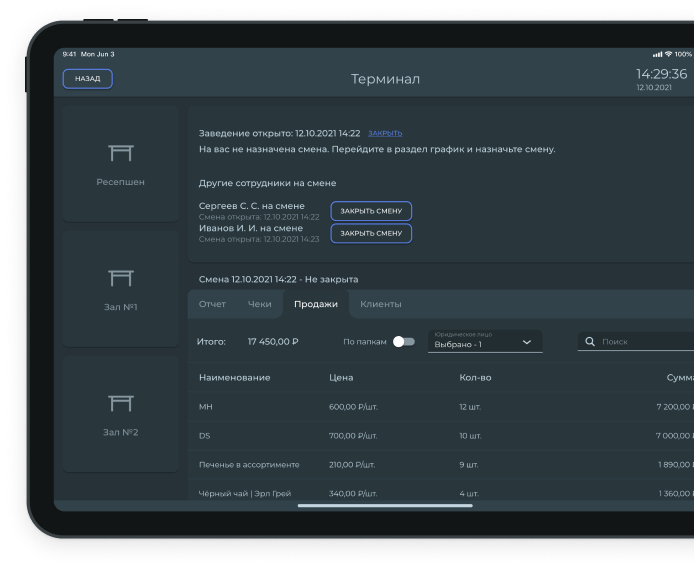 9:41 Mon Jun 3
100%
НАЗАД
Терминал
14:29:36
12.10.2021
Ресепшен
Зал №1
Зал №2
Заведение открыто: 12.10.2021 14:22 ЗАКРЫТЬ
На вас не назначена смена. Перейдите в раздел график и назначьте смену.
Другие сотрудники на смене
Сергеев С. С. на смене
Смена открыта: 12.10.2021 14:22
ЗАКРЫТЬ СМЕНУ
Иванов И. И. на смене
Смена открыта: 12.10.2021 14:23
ЗАКРЫТЬ СМЕНУ
Смена 12.10.2021 14:22 - Не закрыта
Отчет Чеки Продажи Клиенты
Итого: 17 450,00 ₽ По папкам
Юридическое лицо
Выбрано - 1
Поиск
Наименование Цена Кол-во Сумма
МН 600,00 ₽/шт. 12 шт. 7 200,00 ₽
DS 700,00 ₽/шт. 10 шт. 7 000,00 ₽
Печенье в ассортименте 210,00 ₽/шт. 9 шт. 1 890,00 ₽
Чёрный чай | Эрл Грей 340,00 ₽/шт. 4 шт. 1 360,00 ₽